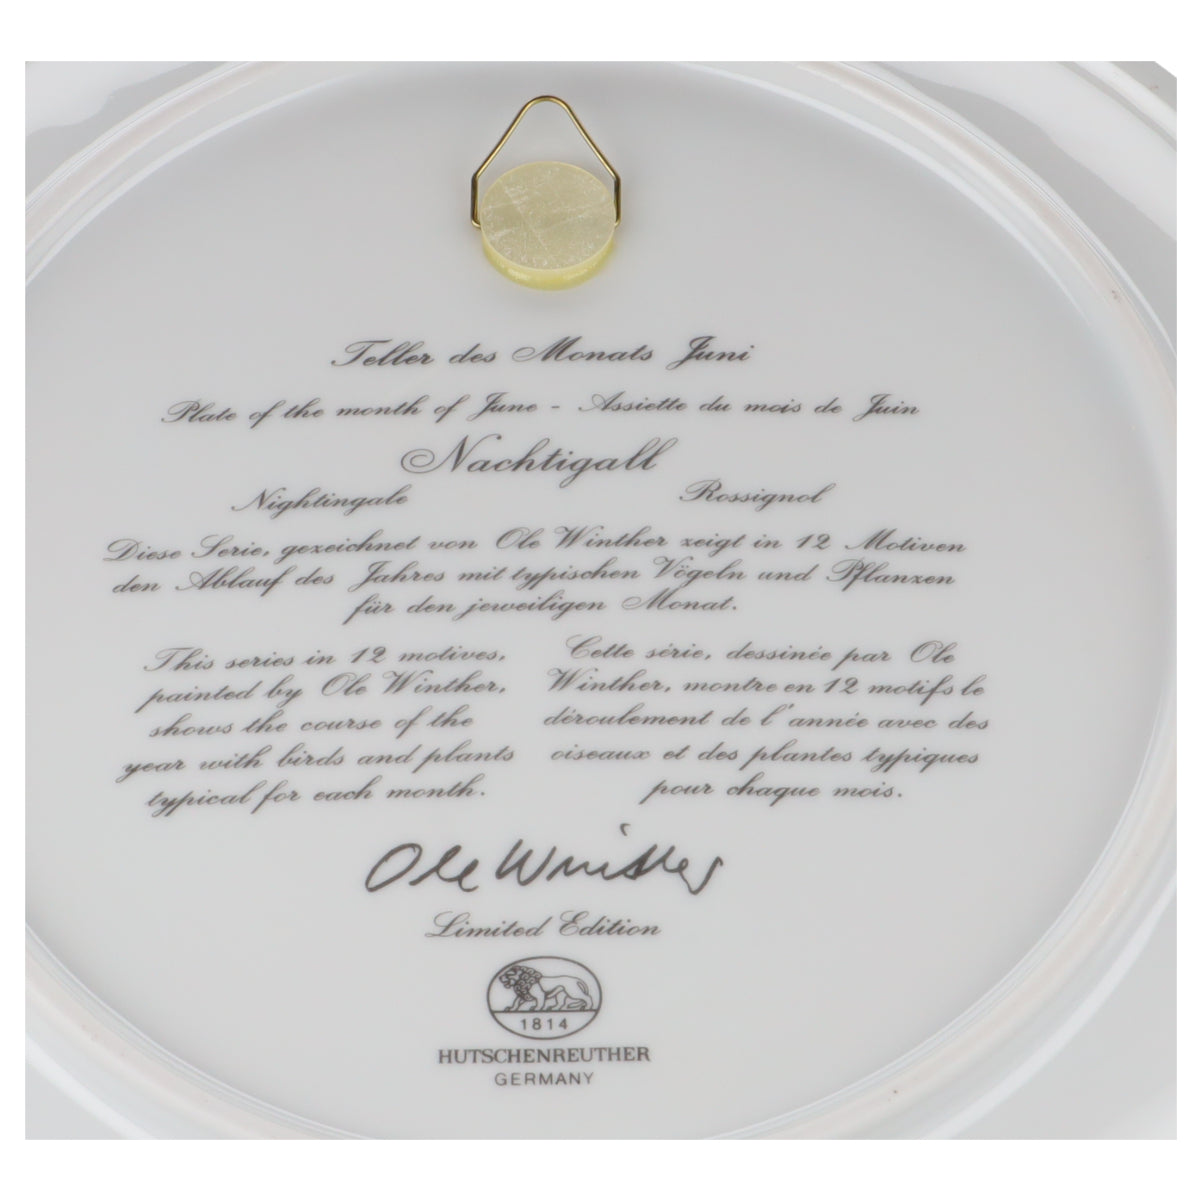 Teller des Monats Juni
Plate of the month of June - Assiette du mois de Juin
Nachtigall
Nightingale Rossignol
Diese Serie, gezeichnet von Ole Winther zeigt in 12 Motiven
den Ablauf des Jahres mit typischen Vögeln und Pflanzen
für den jeweiligen Monat.
This series in 12 motives,
painted by Ole Winther,
shows the course of the
year with birds and plants
typical for each month.
Cette série, dessinée par Ole
Winther, montre en 12 motifs le
déroulement de l'année avec des
oiseaux et des plantes typiques
pour chaque mois.
Ole Winther
Limited Edition
1814
HUTSCHENREUTHER
GERMANY